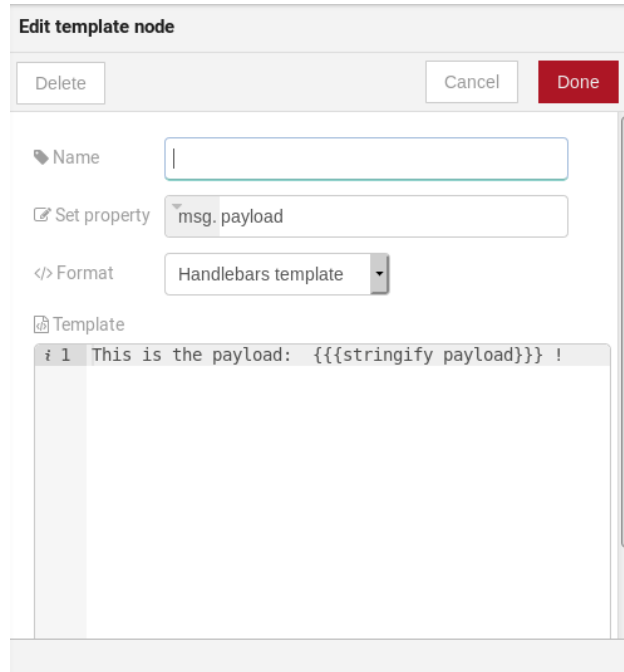 Edit template node
Delete Cancel Done
Name
Set property msg. payload
</> Format Handlebars template
Template
i 1 This is the payload:  {{{stringify payload}}} !